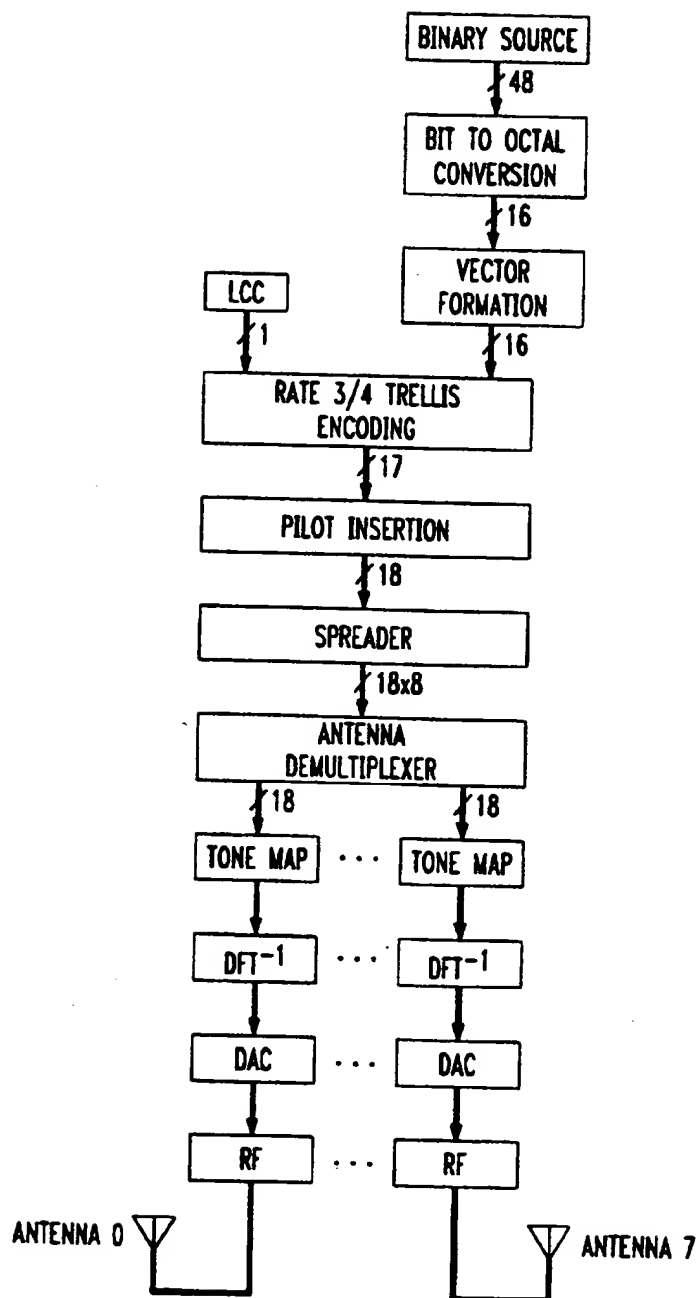 BINARY SOURCE
48
BIT TO OCTAL
CONVERSION
16
VECTOR
FORMATION
LCC
1
16
RATE 3/4 TRELLIS
ENCODING
17
PILOT INSERTION
18
SPREADER
18x8
ANTENNA
DEMULTIPLEXER
18 18
TONE MAP ... TONE MAP
DFT-1 ... DFT-1
DAC ... DAC
RF ... RF
ANTENNA 0 ANTENNA 7